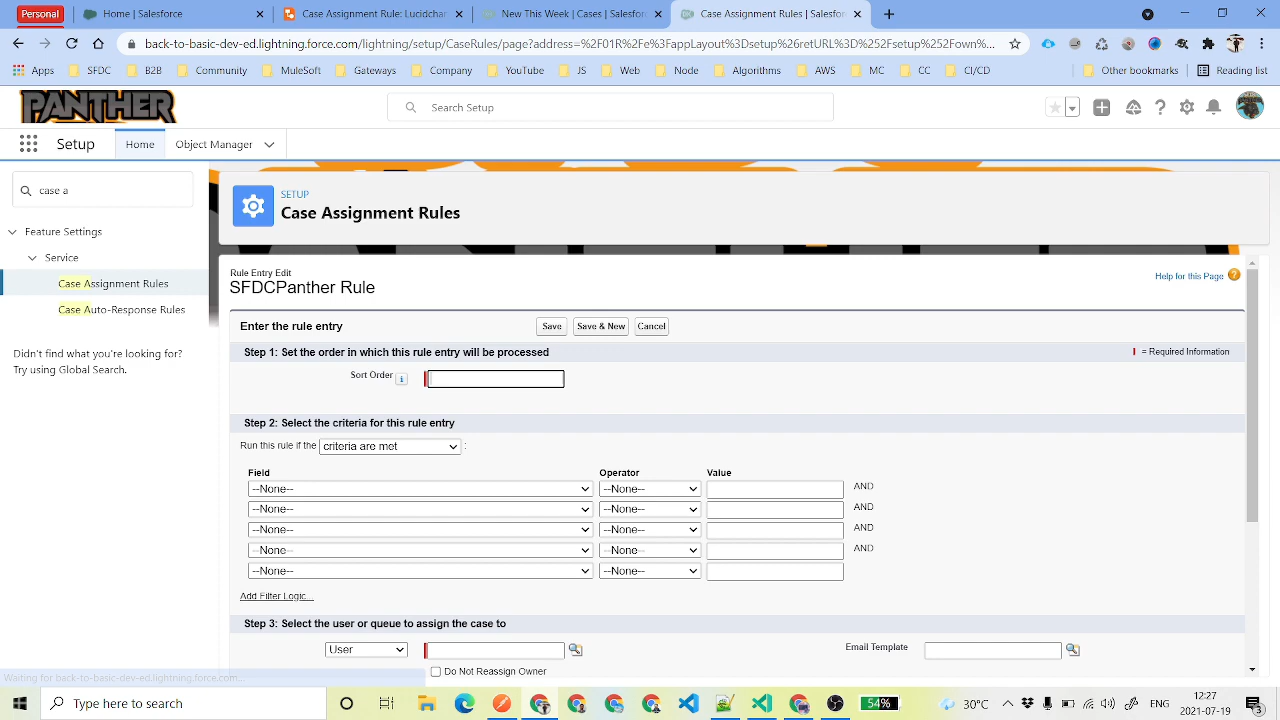 Personal
Home | Salesforce
Case Assignment Rule: Lucidchar
New This Week | Cases | Salesfor
Case Assignment Rules | Salesfor
back-to-basic-dev-ed.lightning.force.com/lightning/setup/CaseRules/page?address=%2F01R%2Fe%3FappLayout%3Dsetup%26retURL%3D%252Fsetup%252Fown%...
Apps
SFDC
B2B
Community
MuleSoft
Gateways
Company
YouTube
JS
Web
Node
Algorithms
AWS
MC
CC
CI/CD
Other bookmarks
Reading list
PANTHER
Search Setup
Setup
Home
Object Manager
case a
SETUP
Case Assignment Rules
Feature Settings
Service
Case Assignment Rules
Case Auto-Response Rules
Didn't find what you're looking for?
Try using Global Search.
Rule Entry Edit
SFDCPanther Rule
Help for this Page
Enter the rule entry
Save
Save & New
Cancel
Step 1: Set the order in which this rule entry will be processed
= Required Information
Sort Order
Step 2: Select the criteria for this rule entry
Run this rule if the criteria are met :
Field Operator Value
--None-- --None-- AND
--None-- --None-- AND
--None-- --None-- AND
--None-- --None-- AND
--None-- --None--
Add Filter Logic...
Step 3: Select the user or queue to assign the case to
User
Email Template
Do Not Reassign Owner
Waiting for back-to-basic-dev-ed.lightning.force.com...
Type here to search
54%
30°C
ENG
12:27
2021-07-19
3